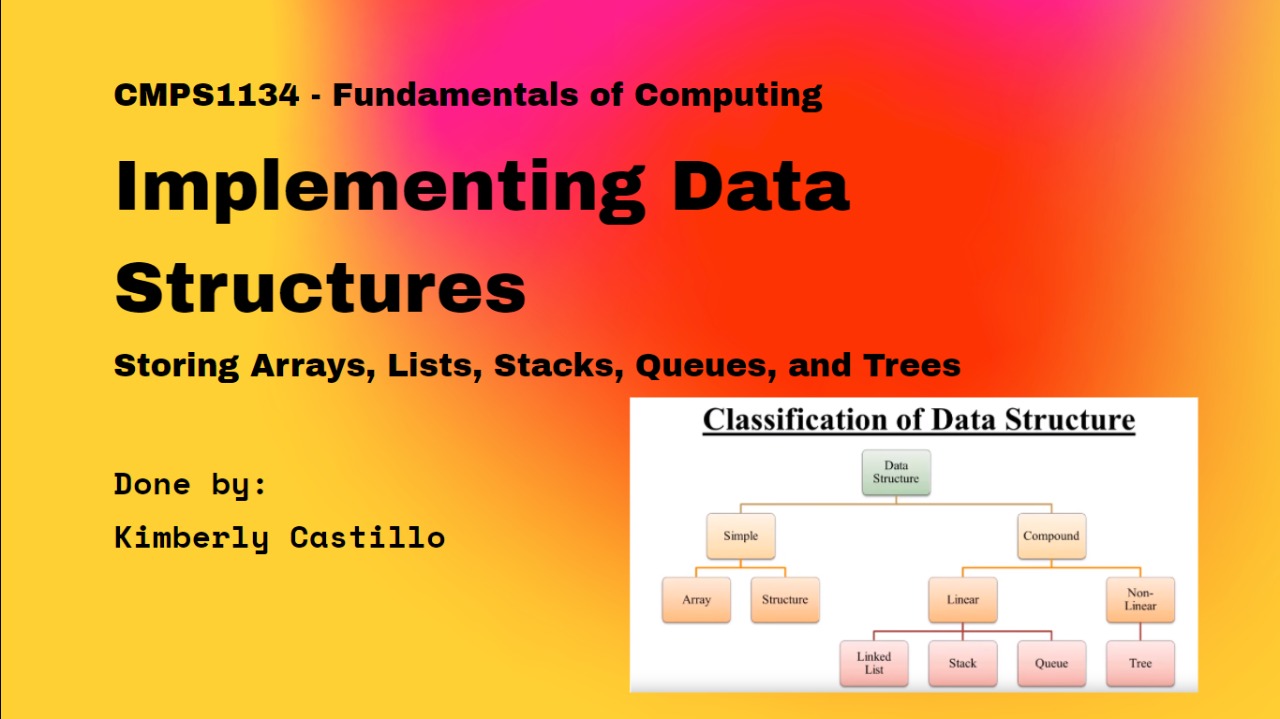 CMPS1134 - Fundamentals of Computing
Implementing Data
Structures
Storing Arrays, Lists, Stacks, Queues, and Trees
Done by:
Kimberly Castillo
Classification of Data Structure
Data
Structure
Simple
Compound
Array
Structure
Linear
Non-
Linear
Linked
List
Stack
Queue
Tree